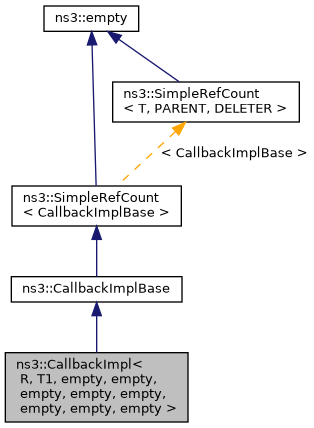 ns3::empty
ns3::SimpleRefCount
< T, PARENT, DELETER >
< CallbackImplBase >
ns3::SimpleRefCount
< CallbackImplBase >
ns3::CallbackImplBase
ns3::CallbackImpl<
R, T1, empty, empty,
empty, empty, empty,
empty, empty, empty >